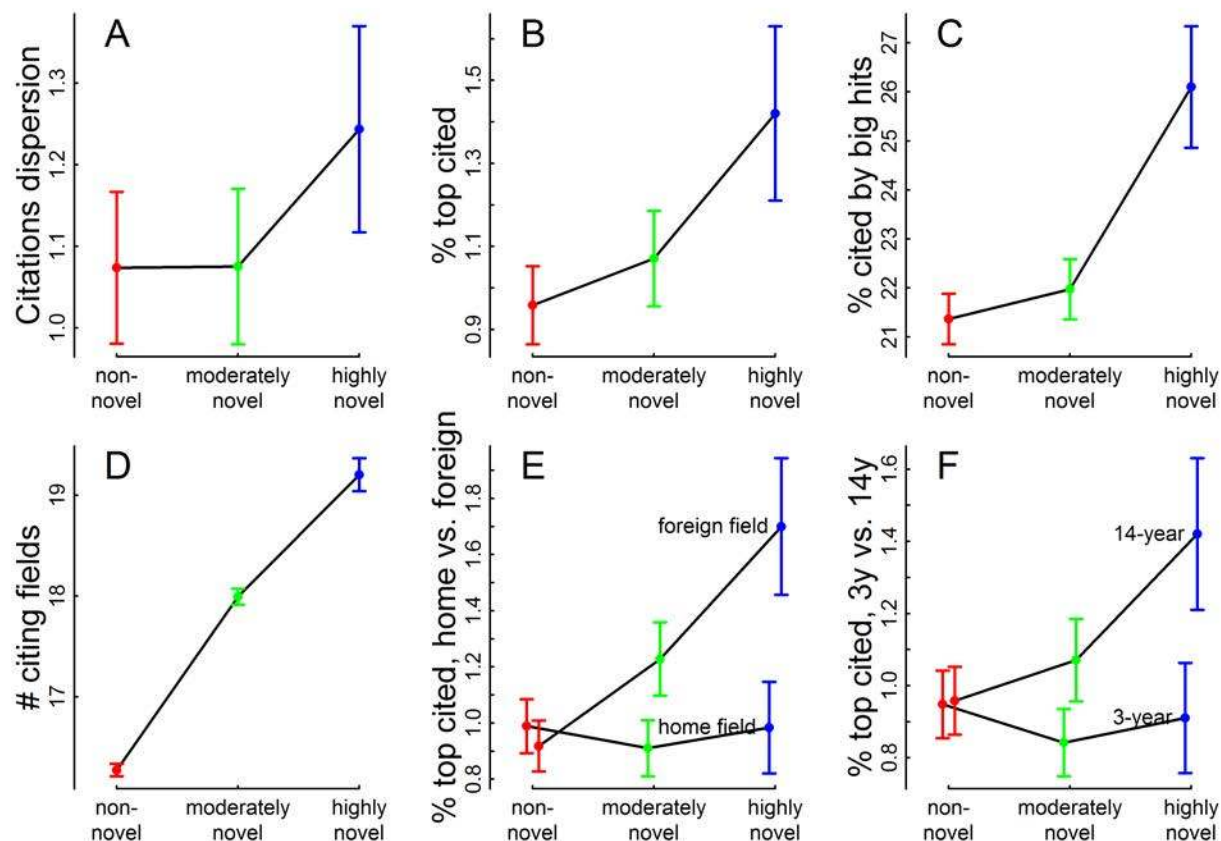 A
Citations dispersion
1.0
1.1
1.2
1.3
non-
novel
moderately
novel
highly
novel
B
% top cited
0.9
1.1
1.3
1.5
non-
novel
moderately
novel
highly
novel
C
% cited by big hits
21
22
23
24
25
26
27
non-
novel
moderately
novel
highly
novel
D
# citing fields
17
18
19
non-
novel
moderately
novel
highly
novel
E
% top cited, home vs. foreign
0.8
1.0
1.2
1.4
1.6
1.8
foreign field
home field
non-
novel
moderately
novel
highly
novel
F
% top cited, 3y vs. 14y
0.8
1.0
1.2
1.4
1.6
14-year
3-year
non-
novel
moderately
novel
highly
novel